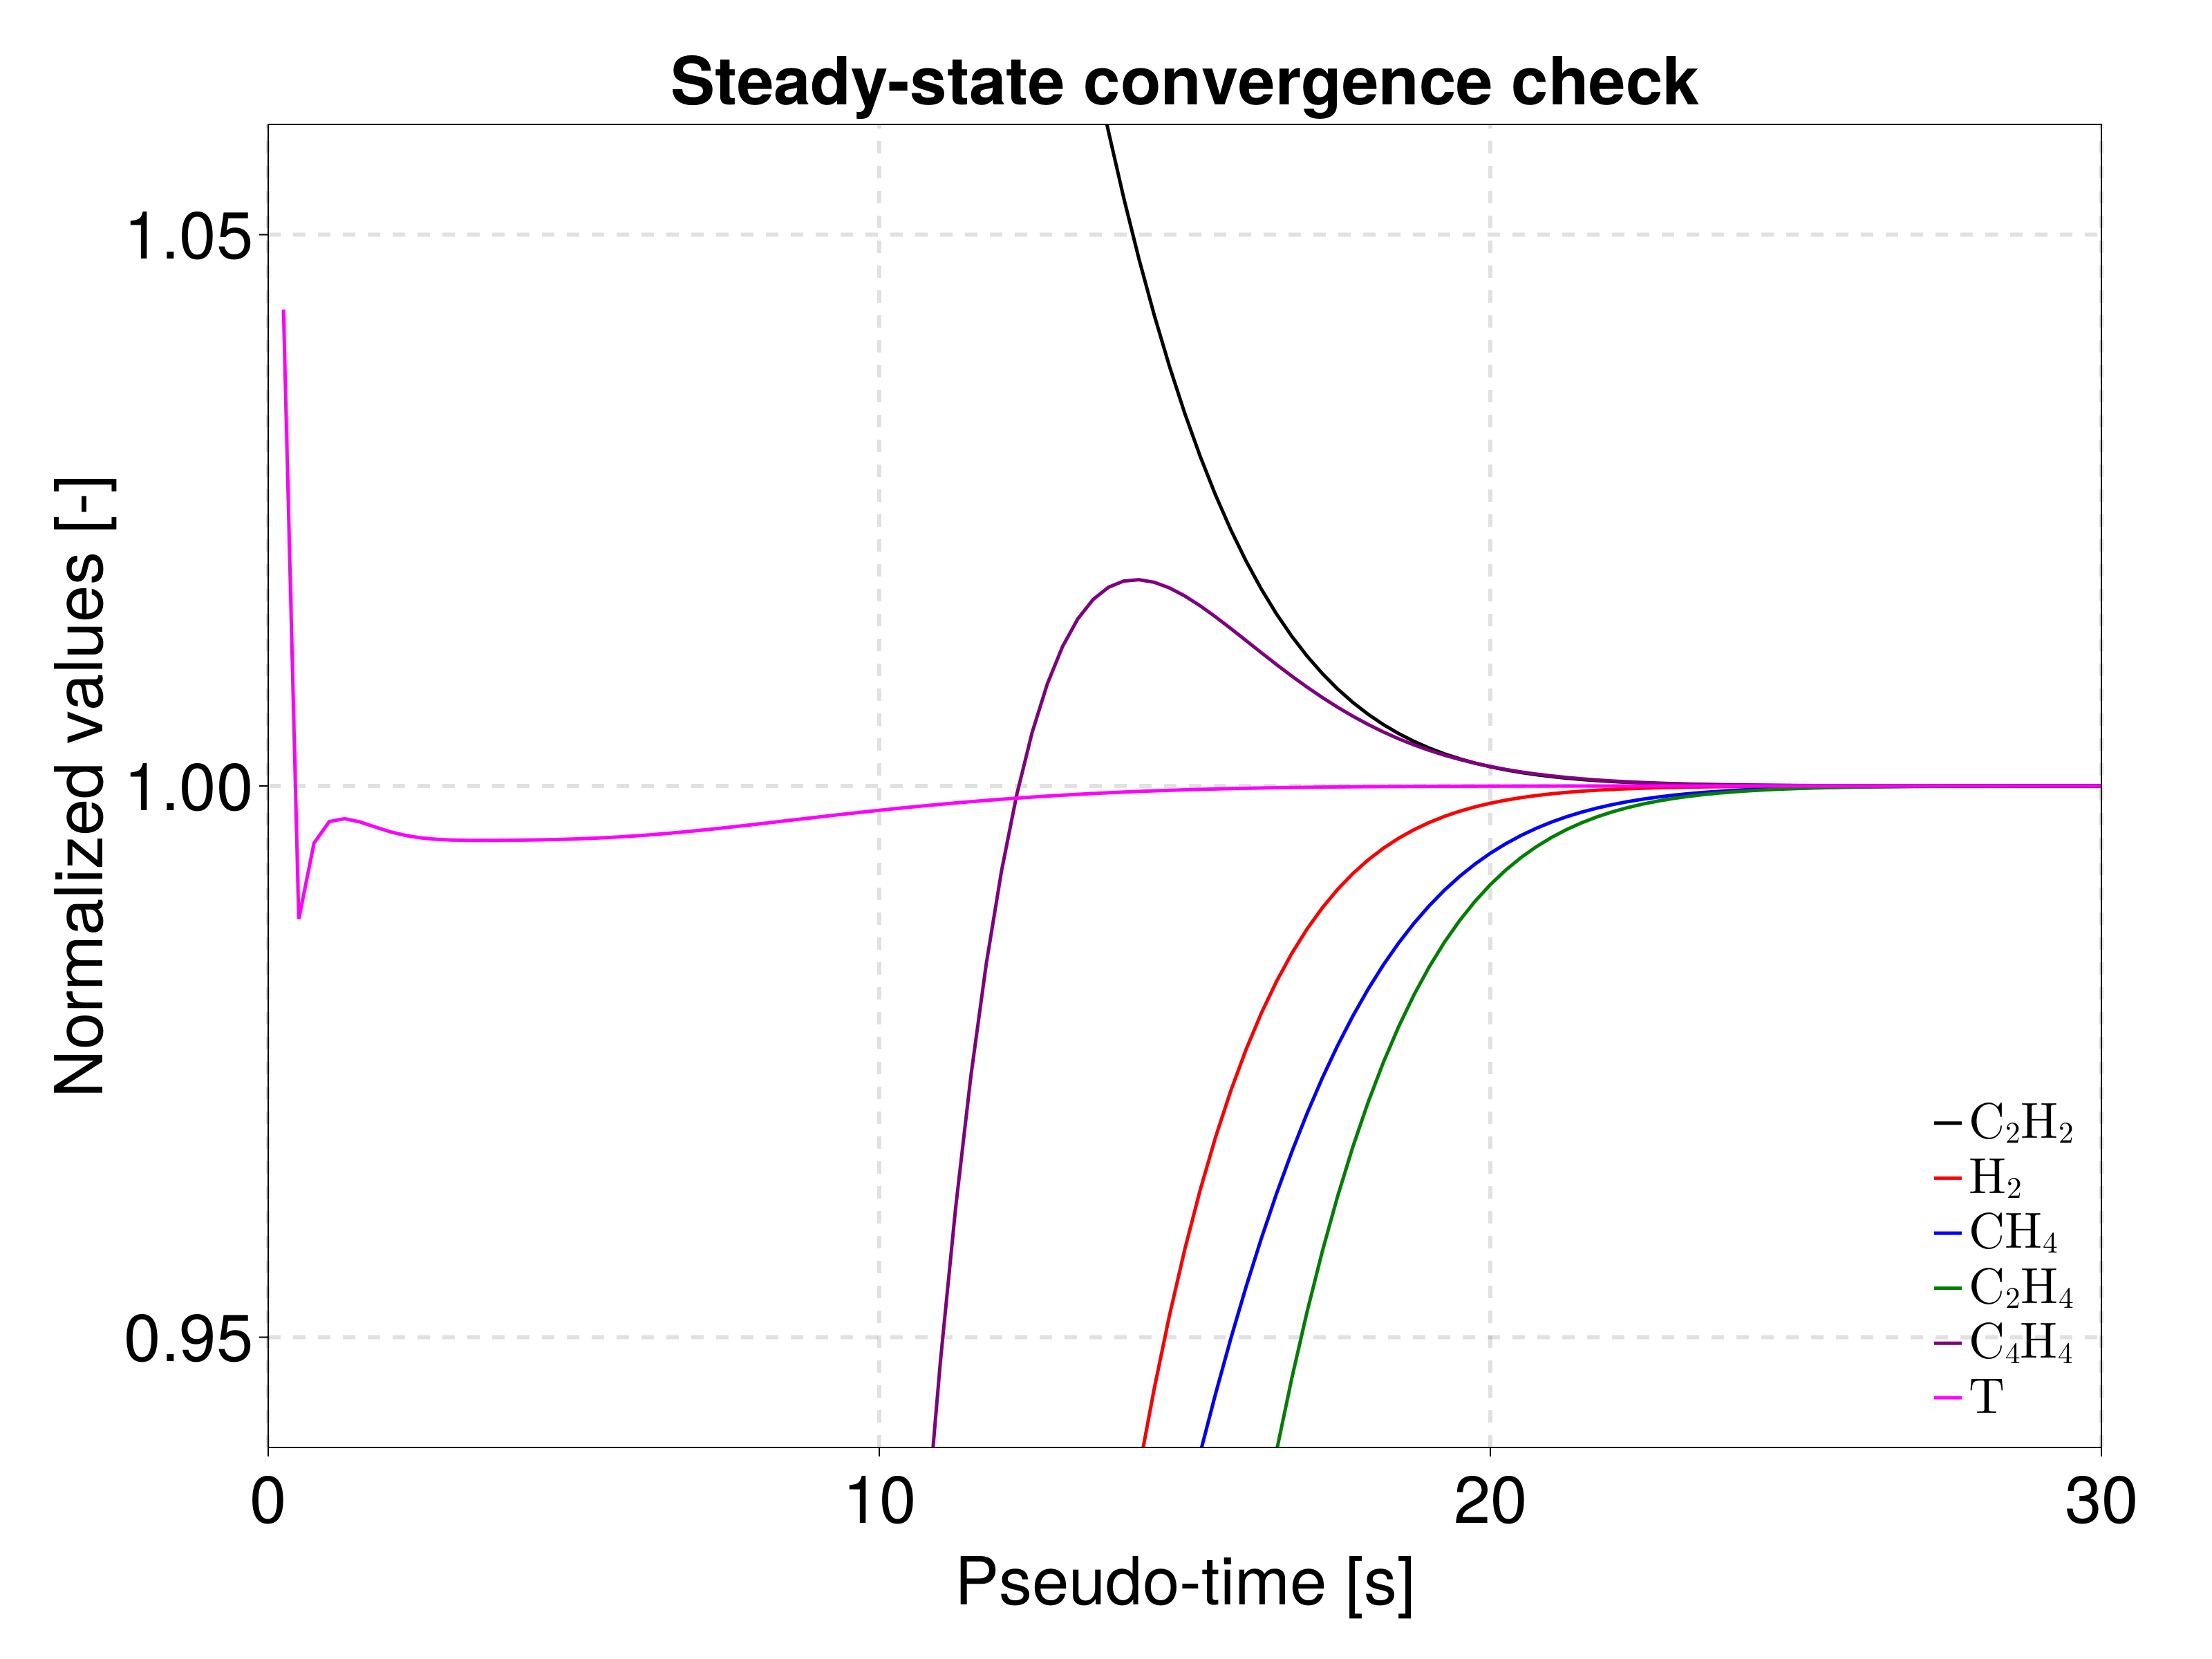 Steady-state convergence check
Normalized values [-]
1.05
1.00
0.95
C₂H₂
H₂
CH₄
C₂H₄
C₄H₄
T
0
10
20
30
Pseudo-time [s]